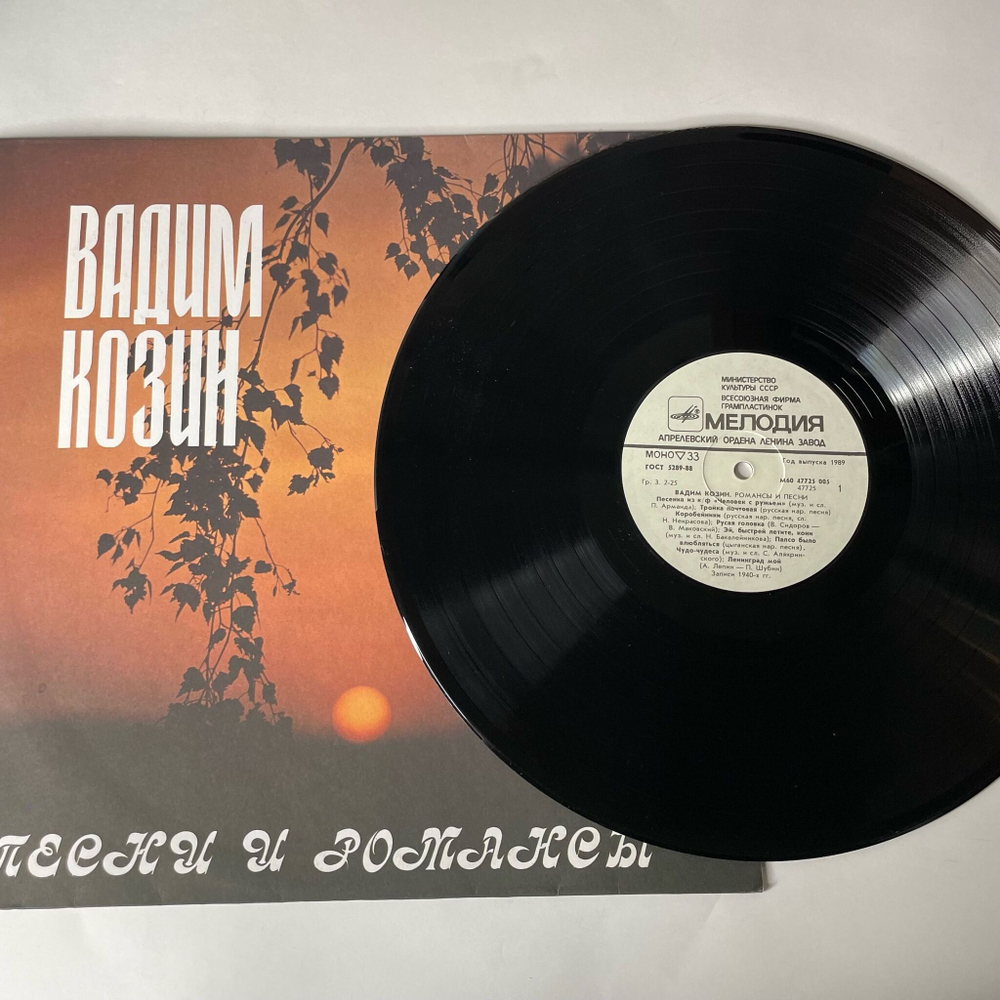 ВАДИМ
КОЗИН
ПЕСНИ И РОМАНСЫ
МИНИСТЕРСТВО
КУЛЬТУРЫ СССР
ВСЕСОЮЗНАЯ ФИРМА
ГРАМПЛАСТИНОК
МЕЛОДИЯ
АПРЕЛЕВСКИЙ ОРДЕНА ЛЕНИНА ЗАВОД
МОНО ▽ 33
Год выпуска 1989
ГОСТ 5289-88
М60 47725 005
Гр. 3. 2-25
47725
1
ВАДИМ КОЗИН. РОМАНСЫ И ПЕСНИ
Песенка из к/ф «Человек с ружьем» (муз. и сл.
П. Арманда); Тройка почтовая (русская нар. песня)
Коробейники (русская нар. песня, сл.
Н. Некрасова); Русая головка (В. Сидоров —
В. Маковский); Эй, быстрей летите, кони
(муз. и сл. Н. Бакалейникова); Папсо было
влюбляться (цыганская нар. песня).
Чудо-чудеса (муз. и сл. С. Алякрин-
ского); Ленинград мой
(А. Лепин — П. Шубин)
Записи 1940-х гг.